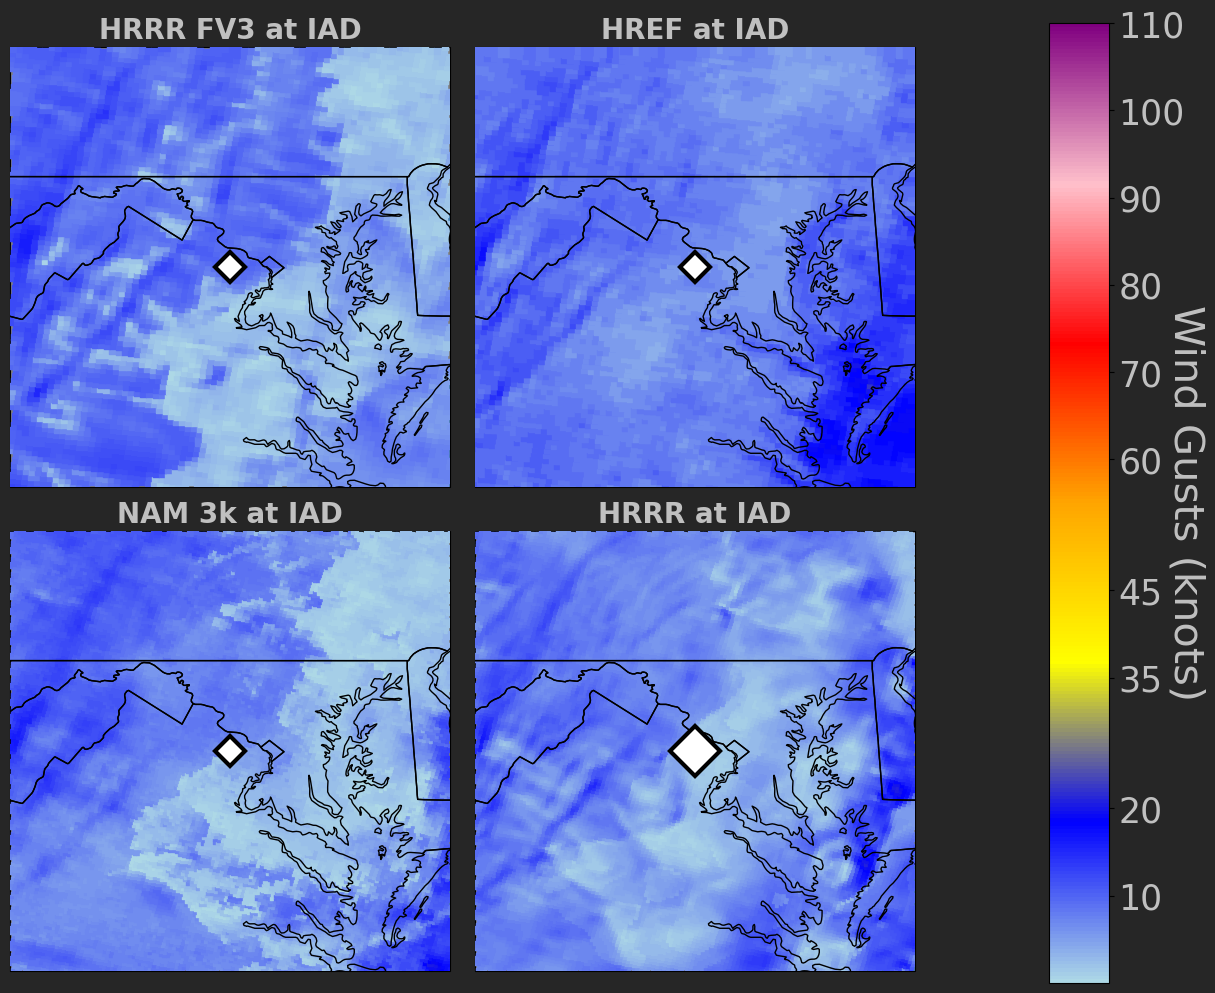 HRRR FV3 at IAD
HREF at IAD
NAM 3k at IAD
HRRR at IAD
110
100
90
80
70
60
45
35
20
10
Wind Gusts (knots)